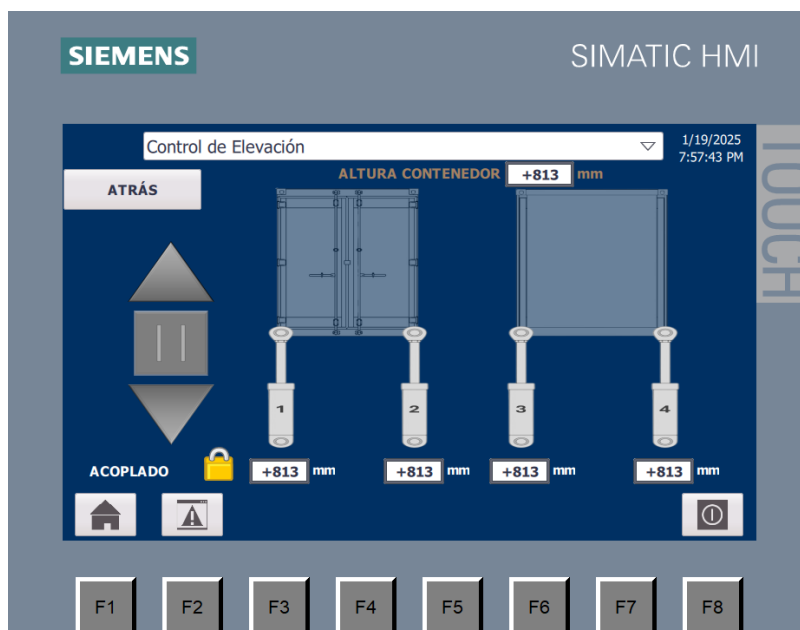 SIEMENS
SIMATIC HMI
TOUCH
Control de Elevación
1/19/2025
7:57:43 PM
ALTURA CONTENEDOR +813 mm
ATRÁS
1 2 3 4
ACOPLADO
+813 mm +813 mm +813 mm +813 mm
F1 F2 F3 F4 F5 F6 F7 F8